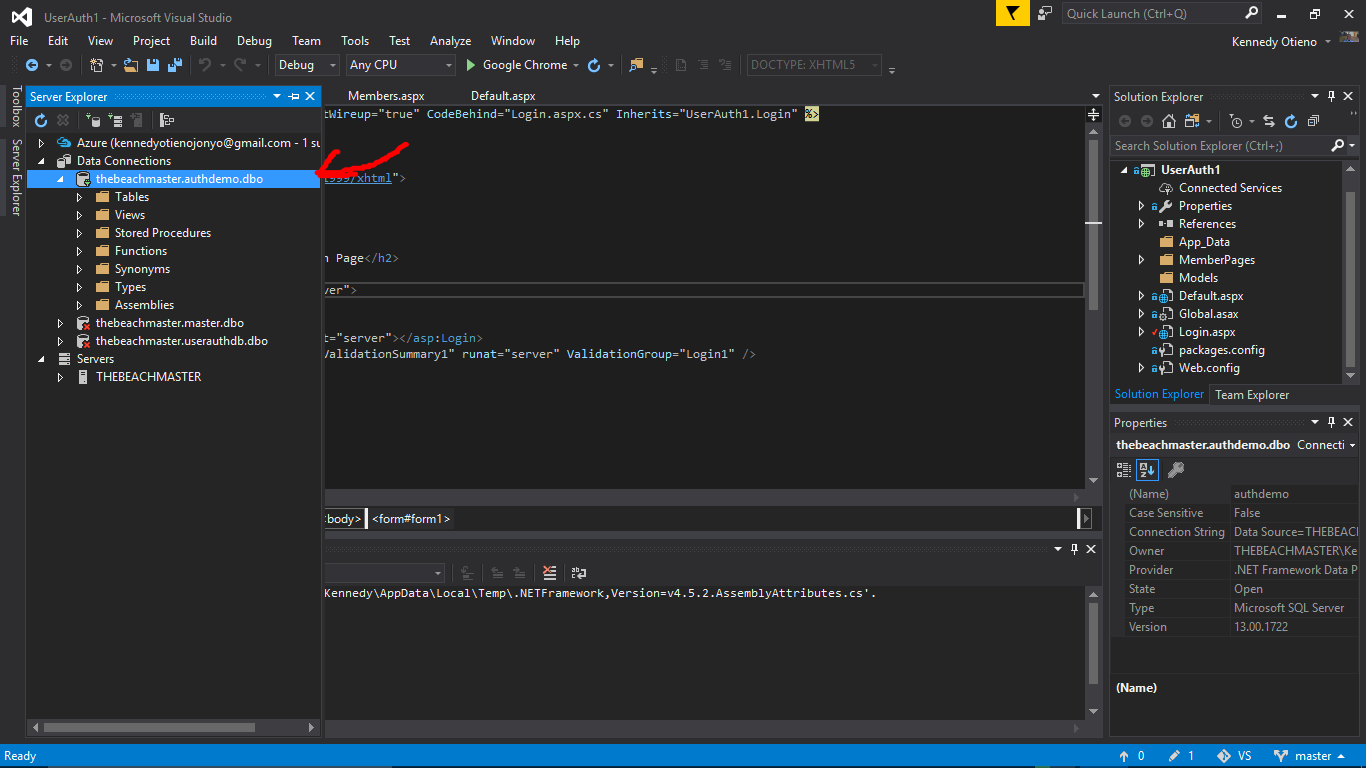 UserAuth1 - Microsoft Visual Studio
Quick Launch (Ctrl+Q)
File Edit View Project Build Debug Team Tools Test Analyze Window Help
Kennedy Otieno
Debug Any CPU Google Chrome DOCTYPE: XHTML5
Toolbox
Server Explorer
Server Explorer
Azure (kennedyotienojonyo@gmail.com - 1 su
Data Connections
thebeachmaster.authdemo.dbo
Tables
Views
Stored Procedures
Functions
Synonyms
Types
Assemblies
thebeachmaster.master.dbo
thebeachmaster.userauthdb.dbo
Servers
THEBEACHMASTER
Members.aspx Default.aspx
tWireup="true" CodeBehind="Login.aspx.cs" Inherits="UserAuth1.Login" %>
1999/xhtml">
n Page</h2>
ver">
t="server"></asp:Login>
ValidationSummary1" runat="server" ValidationGroup="Login1" />
<body> <form#form1>
Kennedy\AppData\Local\Temp\.NETFramework,Version=v4.5.2.AssemblyAttributes.cs'.
Solution Explorer
Search Solution Explorer (Ctrl+;)
UserAuth1
Connected Services
Properties
References
App_Data
MemberPages
Models
Default.aspx
Global.asax
Login.aspx
packages.config
Web.config
Solution Explorer Team Explorer
Properties
thebeachmaster.authdemo.dbo Connecti
(Name) authdemo
Case Sensitive False
Connection String Data Source=THEBEACH
Owner THEBEACHMASTER\Ke
Provider .NET Framework Data P
State Open
Type Microsoft SQL Server
Version 13.00.1722
(Name)
Ready 0 1 VS master